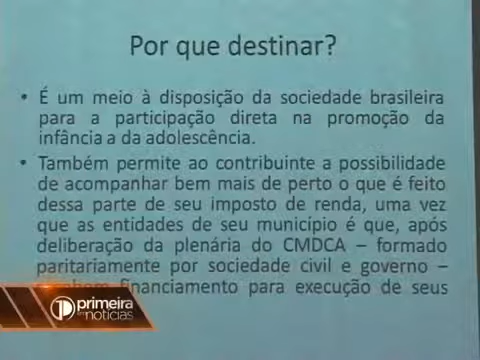 Por que destinar?
• É um meio à disposição da sociedade brasileira
para a participação direta na promoção da
infância a da adolescência.
• Também permite ao contribuinte a possibilidade
de acompanhar bem mais de perto o que é feito
dessa parte de seu imposto de renda, uma vez
que as entidades de seu município é que, após
deliberação da plenária do CMDCA – formado
paritariamente por sociedade civil e governo –
financiamento para execução de seus
primeira
notícias